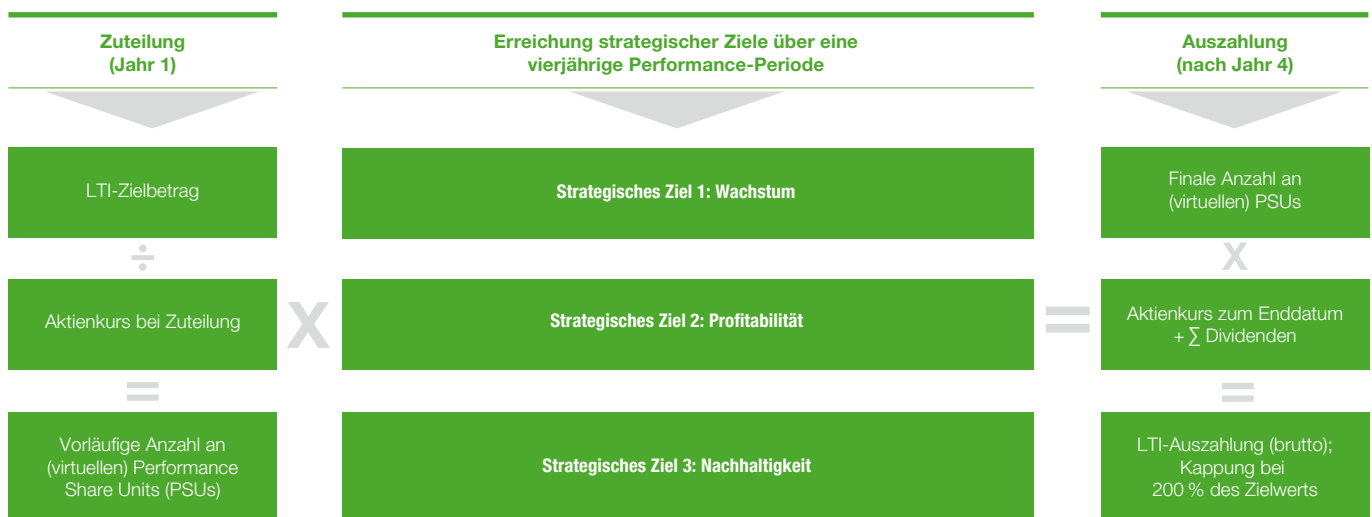 Zuteilung
(Jahr 1)
LTI-Zielbetrag
÷
Aktienkurs bei Zuteilung
=
Vorläufige Anzahl an
(virtuellen) Performance
Share Units (PSUs)
X
Erreichung strategischer Ziele über eine
vierjährige Performance-Periode
Strategisches Ziel 1: Wachstum
Strategisches Ziel 2: Profitabilität
Strategisches Ziel 3: Nachhaltigkeit
=
Auszahlung
(nach Jahr 4)
Finale Anzahl an
(virtuellen) PSUs
X
Aktienkurs zum Enddatum
+ ∑ Dividenden
=
LTI-Auszahlung (brutto);
Kappung bei
200 % des Zielwerts